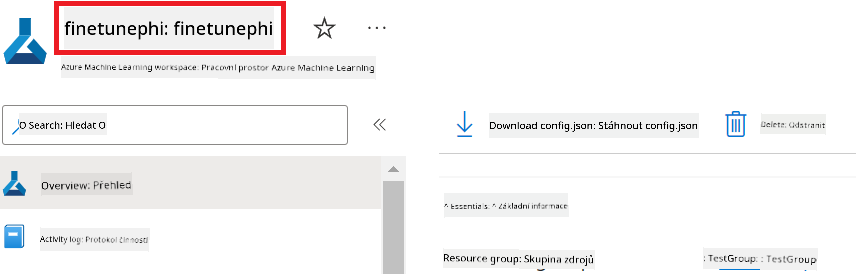 finetunephi: finetunephi
Azure Machine Learning workspace: Pracovní prostor Azure Machine Learning
O Search: Hledat O
Download config.json: Stáhnout config.json
Delete: Odstranit
Overview: Přehled
^ Essentials: ^ Základní informace
Activity log: Protokol činností
Resource group: Skupina zdrojů
: TestGroup: : TestGroup